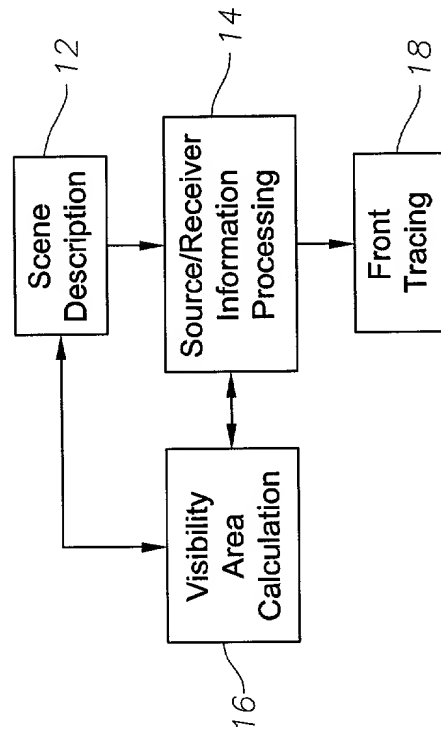 12
Scene
Description
14
Source/Receiver
Information
Processing
16
Visibility
Area
Calculation
18
Front
Tracing